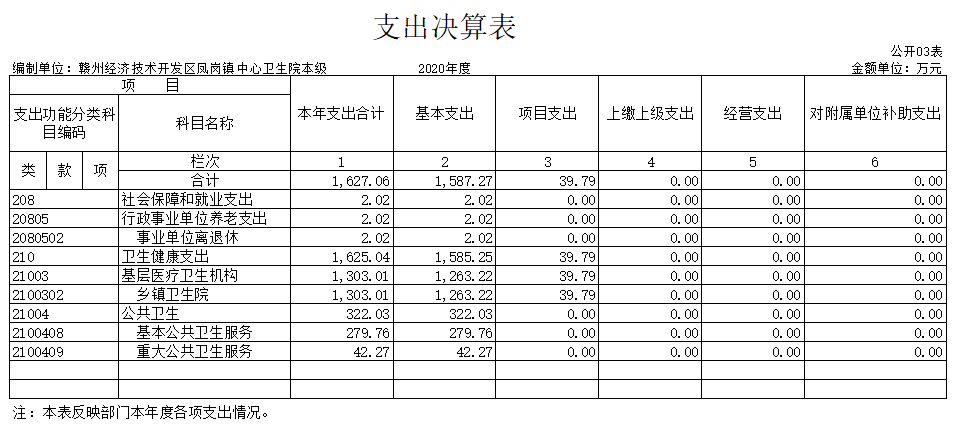 支出决算表
公开03表
编制单位：赣州经济技术开发区凤岗镇中心卫生院本级 2020年度 金额单位：万元
项 目 本年支出合计 基本支出 项目支出 上缴上级支出 经营支出 对附属单位补助支出
支出功能分类科目编码 科目名称
类 款 项 栏次 1 2 3 4 5 6
合计 1,627.06 1,587.27 39.79 0.00 0.00 0.00
208 社会保障和就业支出 2.02 2.02 0.00 0.00 0.00 0.00
20805 行政事业单位养老支出 2.02 2.02 0.00 0.00 0.00 0.00
2080502 事业单位离退休 2.02 2.02 0.00 0.00 0.00 0.00
210 卫生健康支出 1,625.04 1,585.25 39.79 0.00 0.00 0.00
21003 基层医疗卫生机构 1,303.01 1,263.22 39.79 0.00 0.00 0.00
2100302 乡镇卫生院 1,303.01 1,263.22 39.79 0.00 0.00 0.00
21004 公共卫生 322.03 322.03 0.00 0.00 0.00 0.00
2100408 基本公共卫生服务 279.76 279.76 0.00 0.00 0.00 0.00
2100409 重大公共卫生服务 42.27 42.27 0.00 0.00 0.00 0.00
注：本表反映部门本年度各项支出情况。